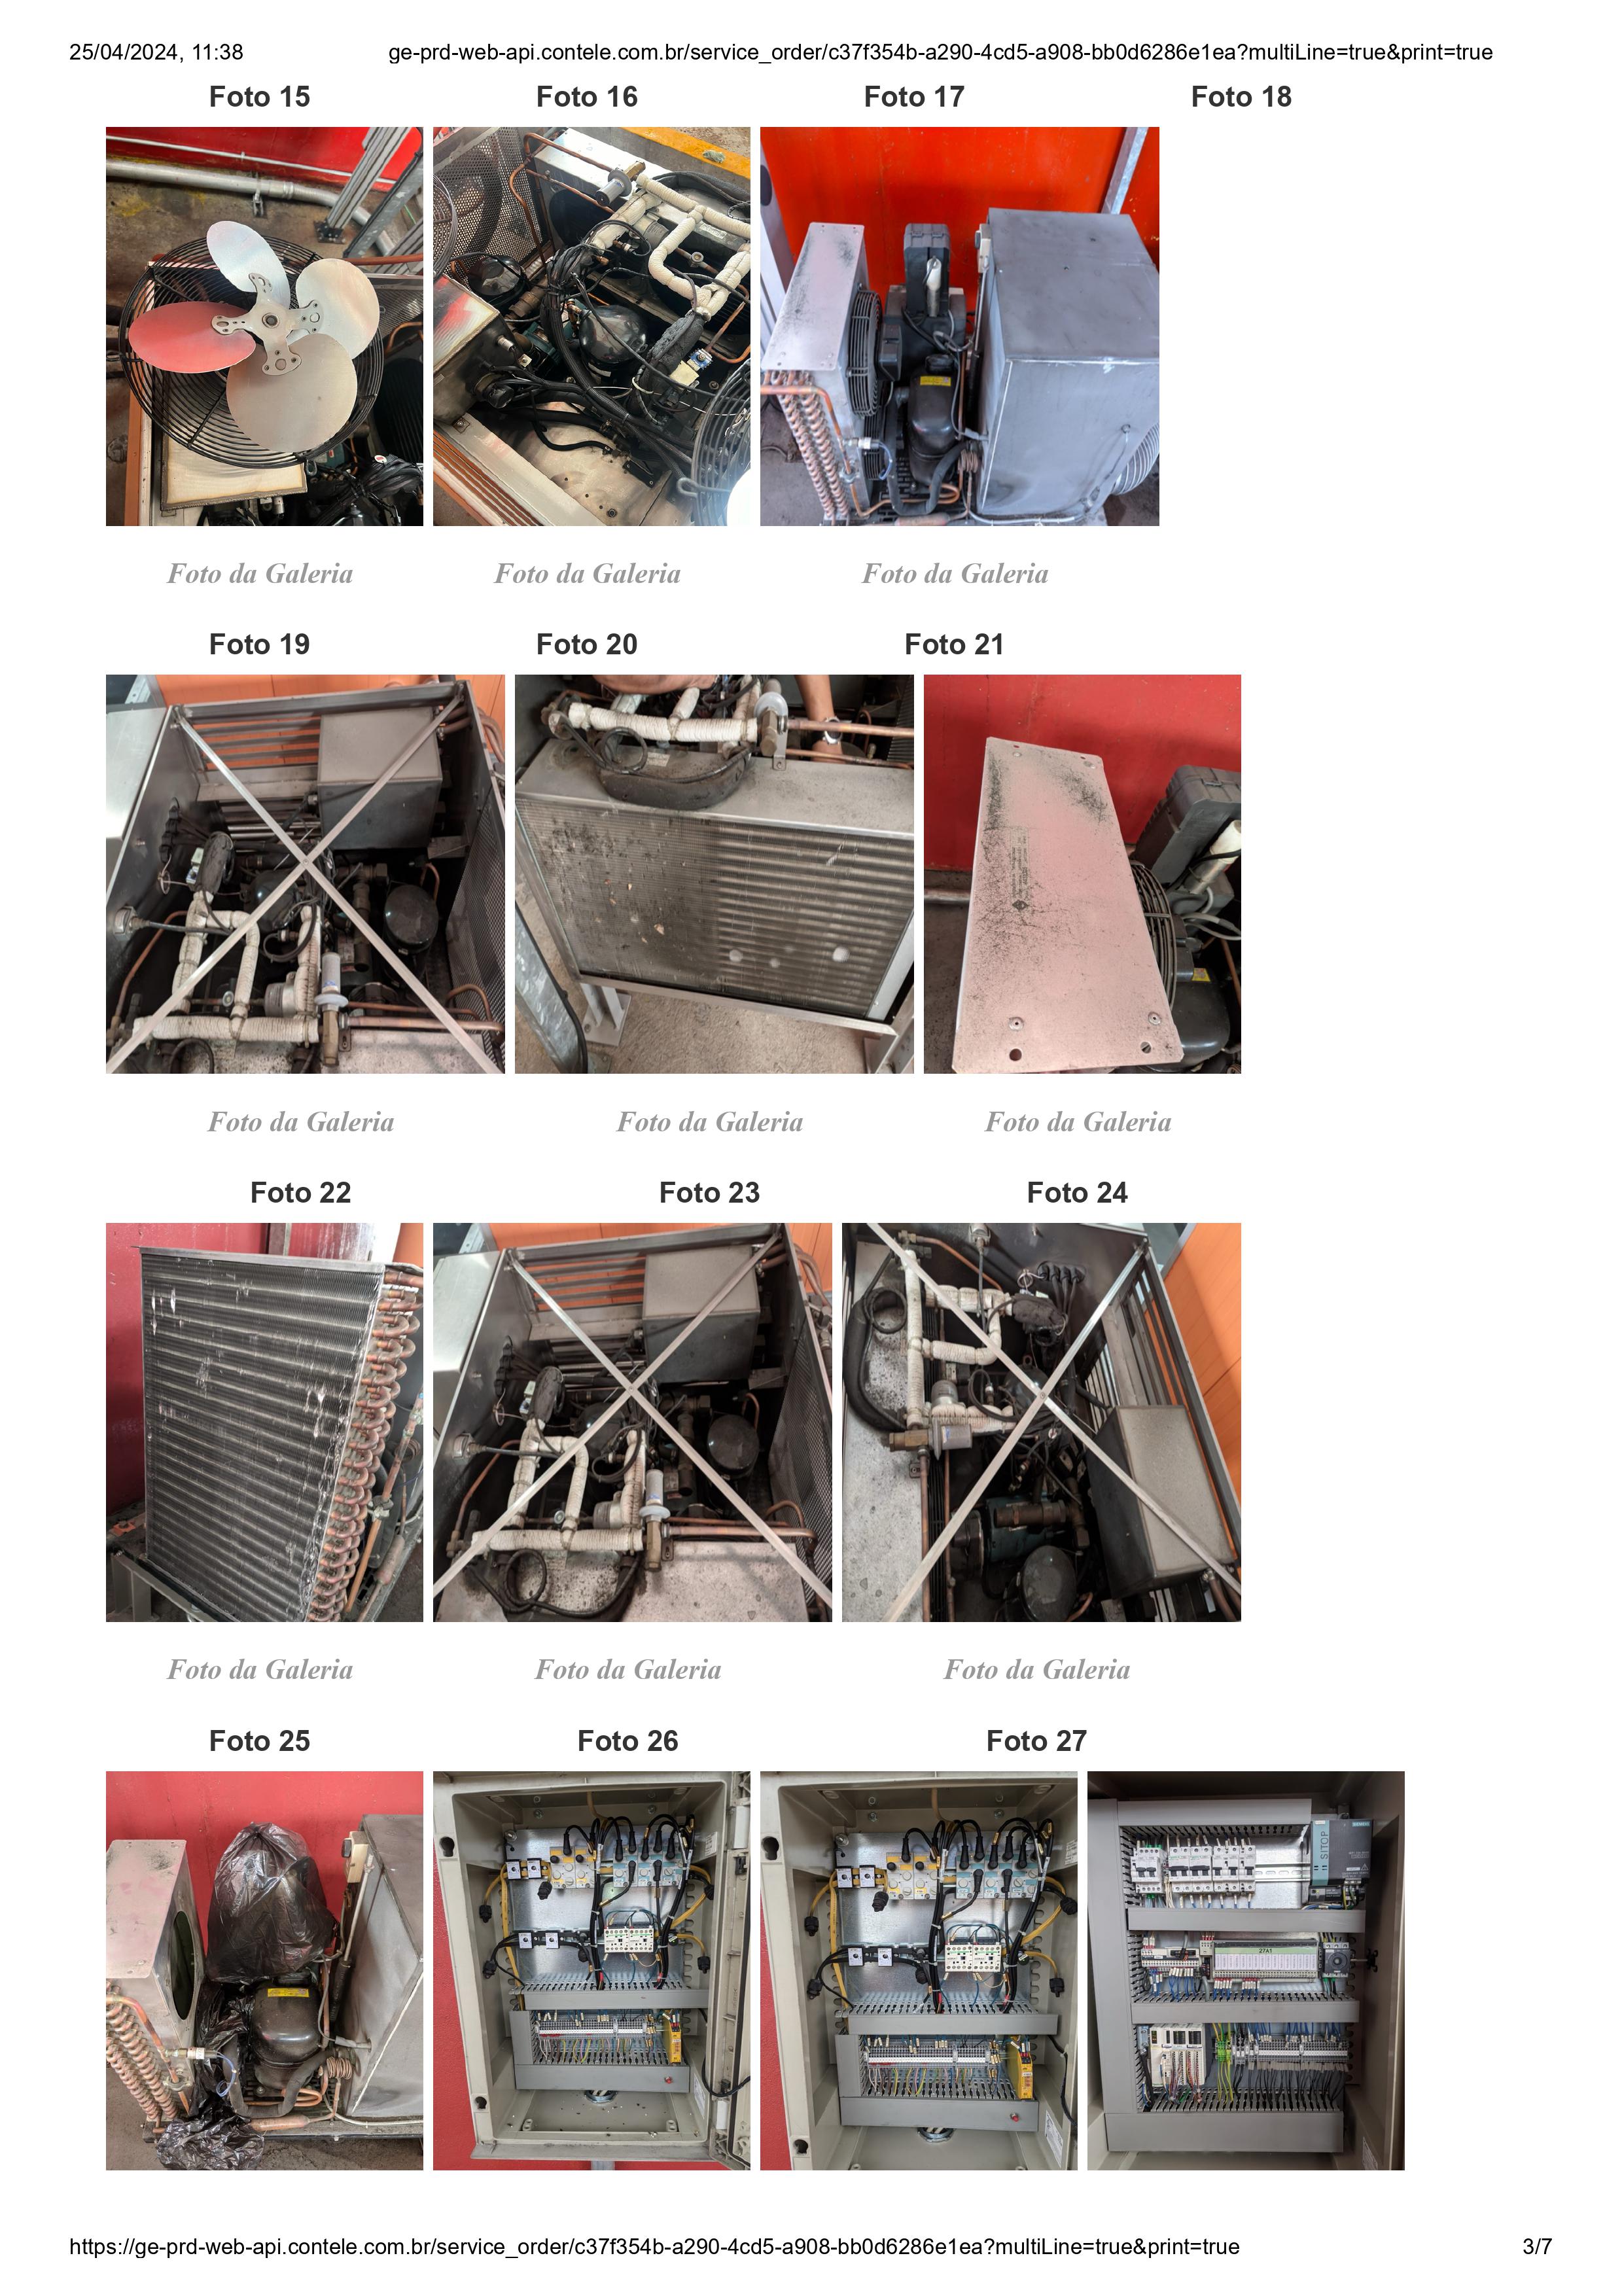 25/04/2024, 11:38 ge-prd-web-api.contele.com.br/service_order/c37f354b-a290-4cd5-a908-bb0d6286e1ea?multiLine=true&print=true
Foto 15 Foto 16 Foto 17 Foto 18
Foto da Galeria Foto da Galeria Foto da Galeria
Foto 19 Foto 20 Foto 21
Foto da Galeria Foto da Galeria Foto da Galeria
Foto 22 Foto 23 Foto 24
Foto da Galeria Foto da Galeria Foto da Galeria
Foto 25 Foto 26 Foto 27
SITOP
27A1
https://ge-prd-web-api.contele.com.br/service_order/c37f354b-a290-4cd5-a908-bb0d6286e1ea?multiLine=true&print=true 3/7